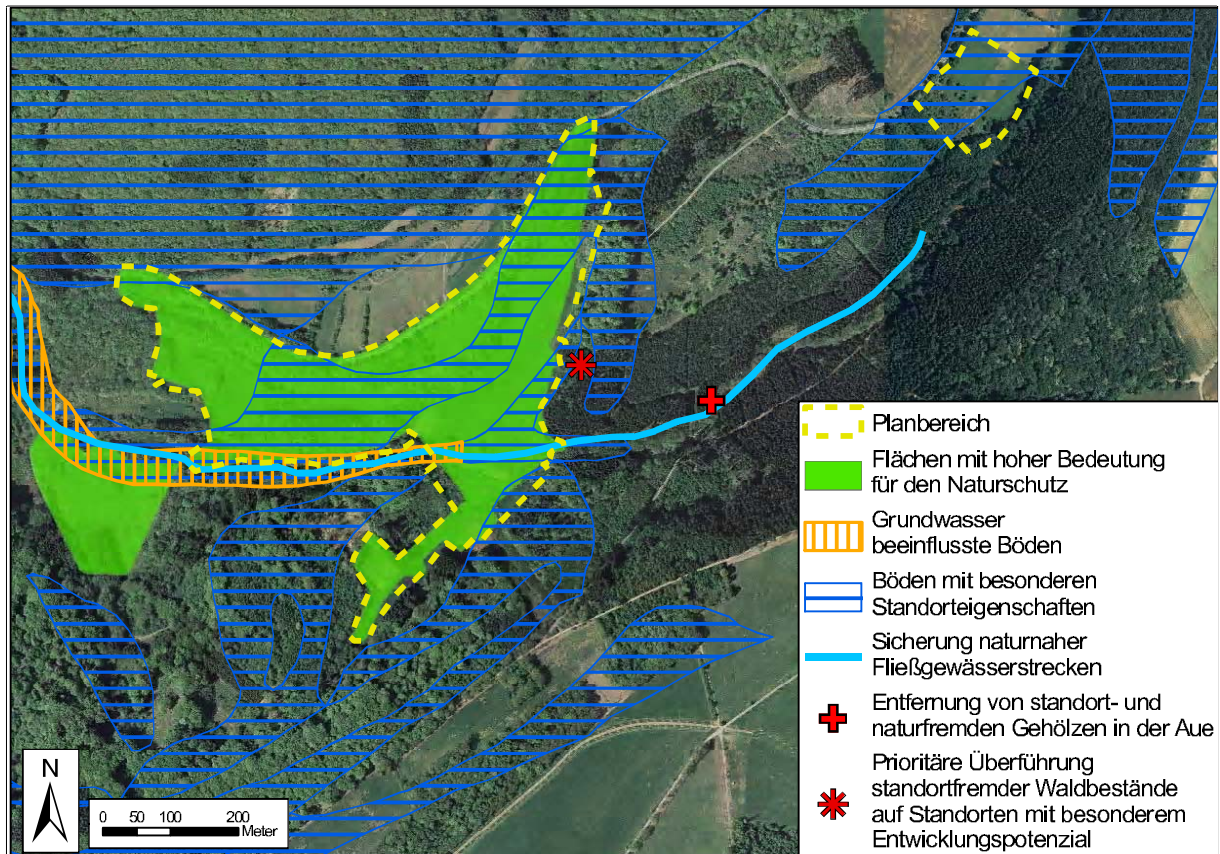 Planbereich
Flächen mit hoher Bedeutung
für den Naturschutz
Grundwasser
beeinflusste Böden
Böden mit besonderen
Standorteigenschaften
Sicherung naturnaher
Fließgewässerstrecken
Entfernung von standort- und
naturfremden Gehölzen in der Aue
Prioritäre Überführung
standortfremder Waldbestände
auf Standorten mit besonderem
Entwicklungspotenzial
N
0 50 100 200
Meter